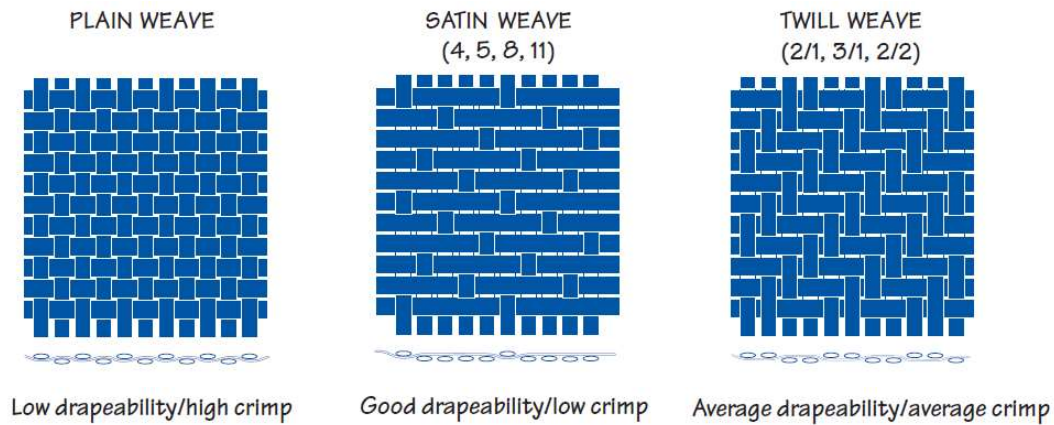 PLAIN WEAVE
SATIN WEAVE
(4, 5, 8, 11)
TWILL WEAVE
(2/1, 3/1, 2/2)
Low drapeability/high crimp
Good drapeability/low crimp
Average drapeability/average crimp